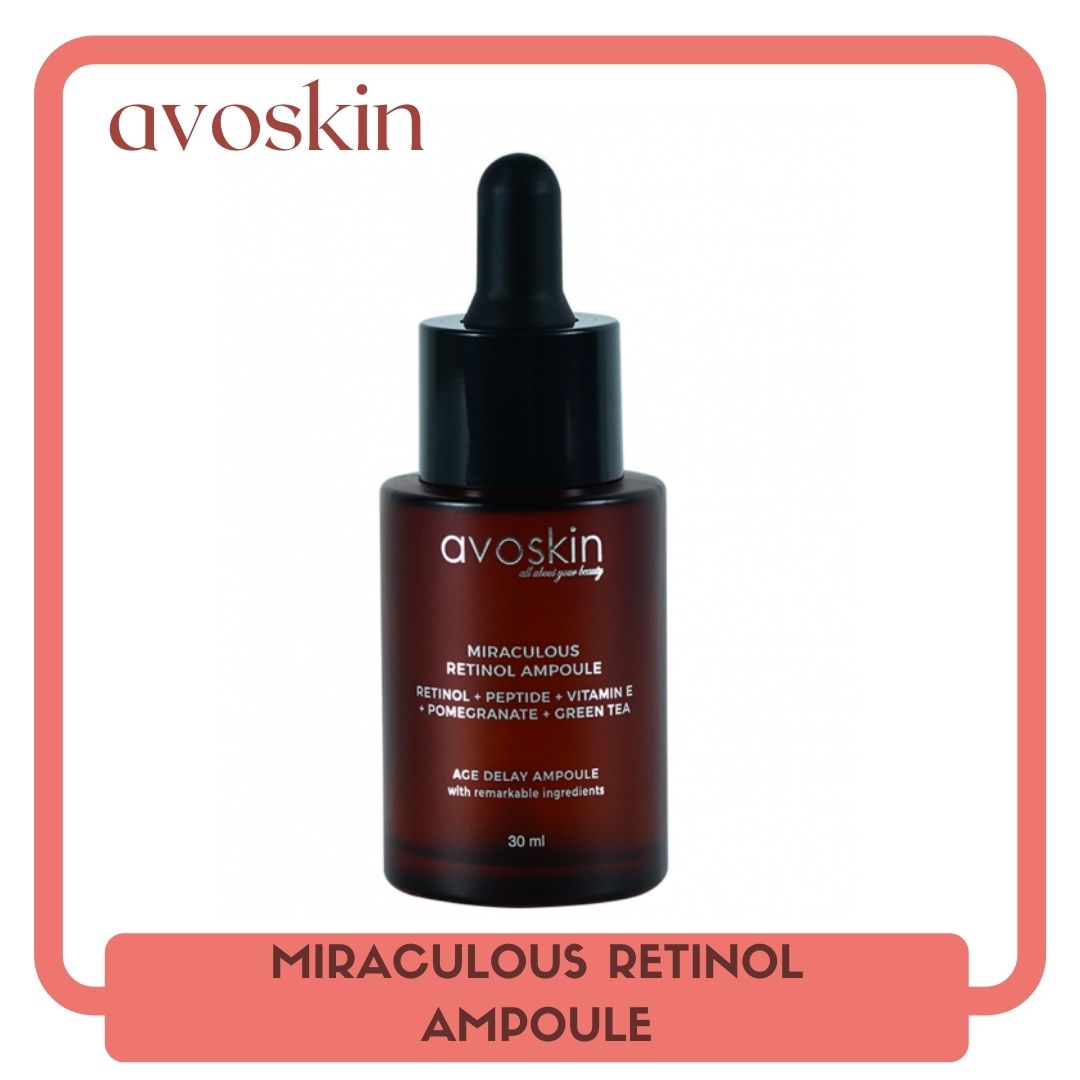 avoskin
avoskin
all about your beauty
MIRACULOUS
RETINOL AMPOULE
RETINOL + PEPTIDE + VITAMIN E
+ POMEGRANATE + GREEN TEA
AGE DELAY AMPOULE
with remarkable ingredients
30 ml
MIRACULOUS RETINOL
AMPOULE